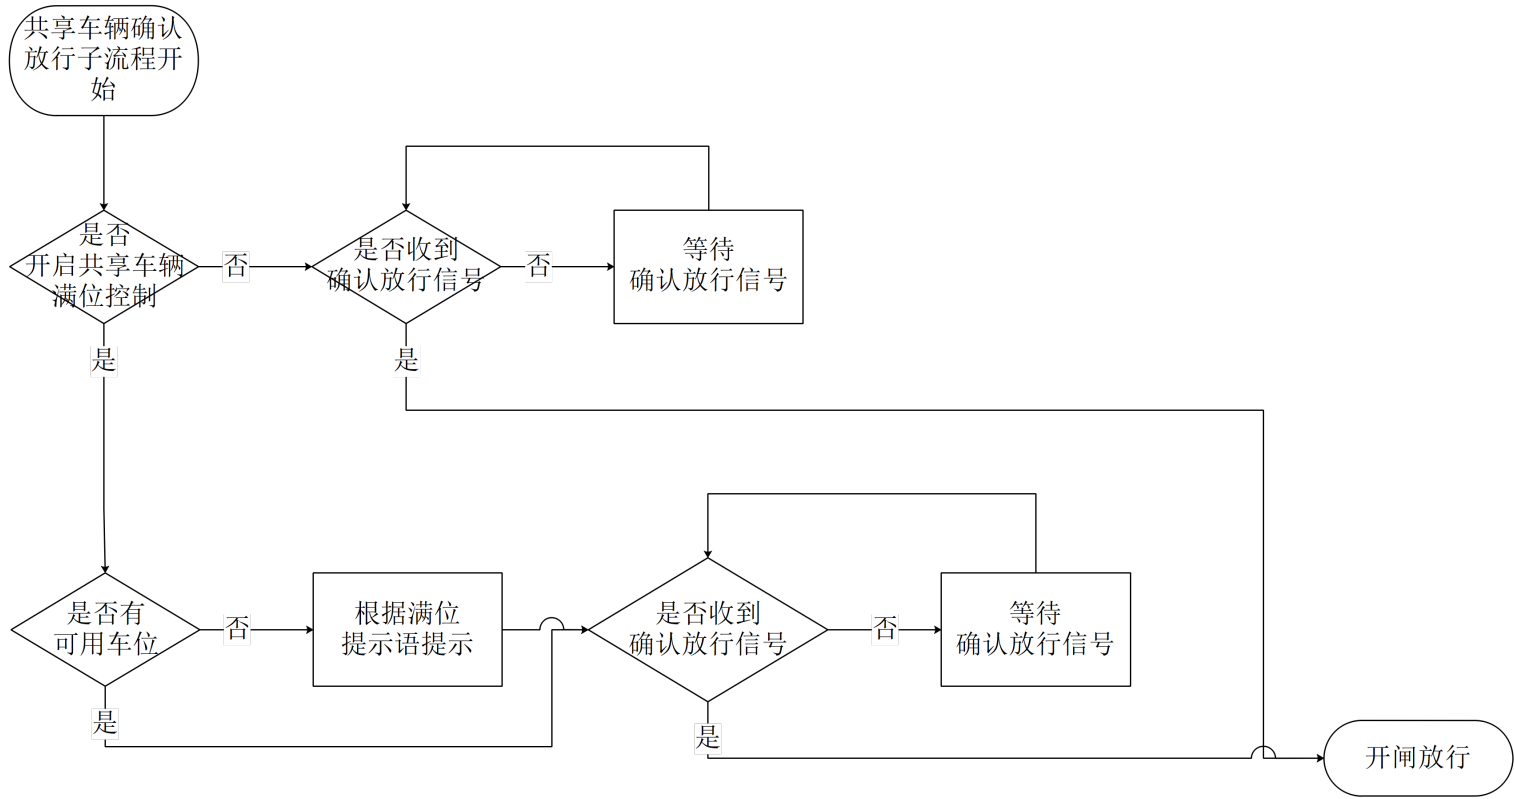 共享车辆确认
放行子流程开
始
是否
开启共享车辆
满位控制
否
是否收到
确认放行信号
否
等待
确认放行信号
是
是
是否有
可用车位
否
根据满位
提示语提示
是否收到
确认放行信号
否
等待
确认放行信号
是
是
开闸放行